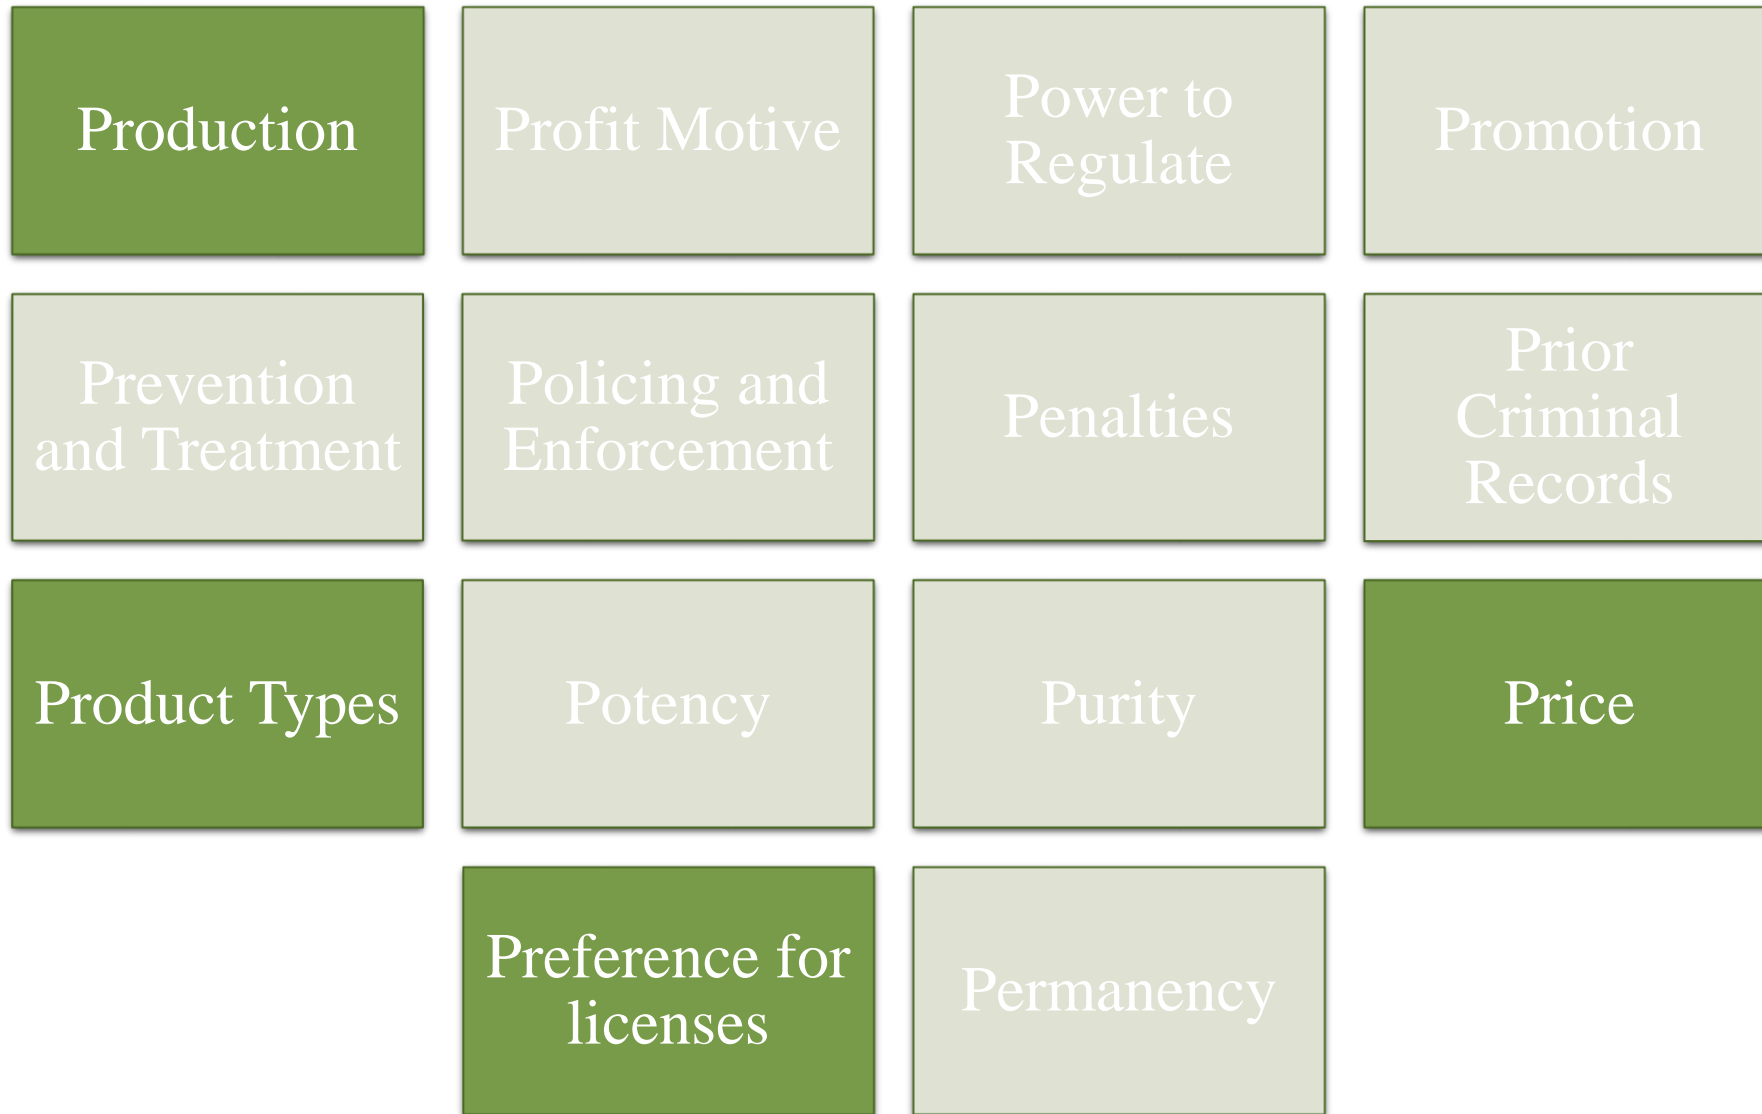 Production
Profit Motive
Power to
Regulate
Promotion
Prevention
and Treatment
Policing and
Enforcement
Penalties
Prior
Criminal
Records
Product Types
Potency
Purity
Price
Preference for
licenses
Permanency